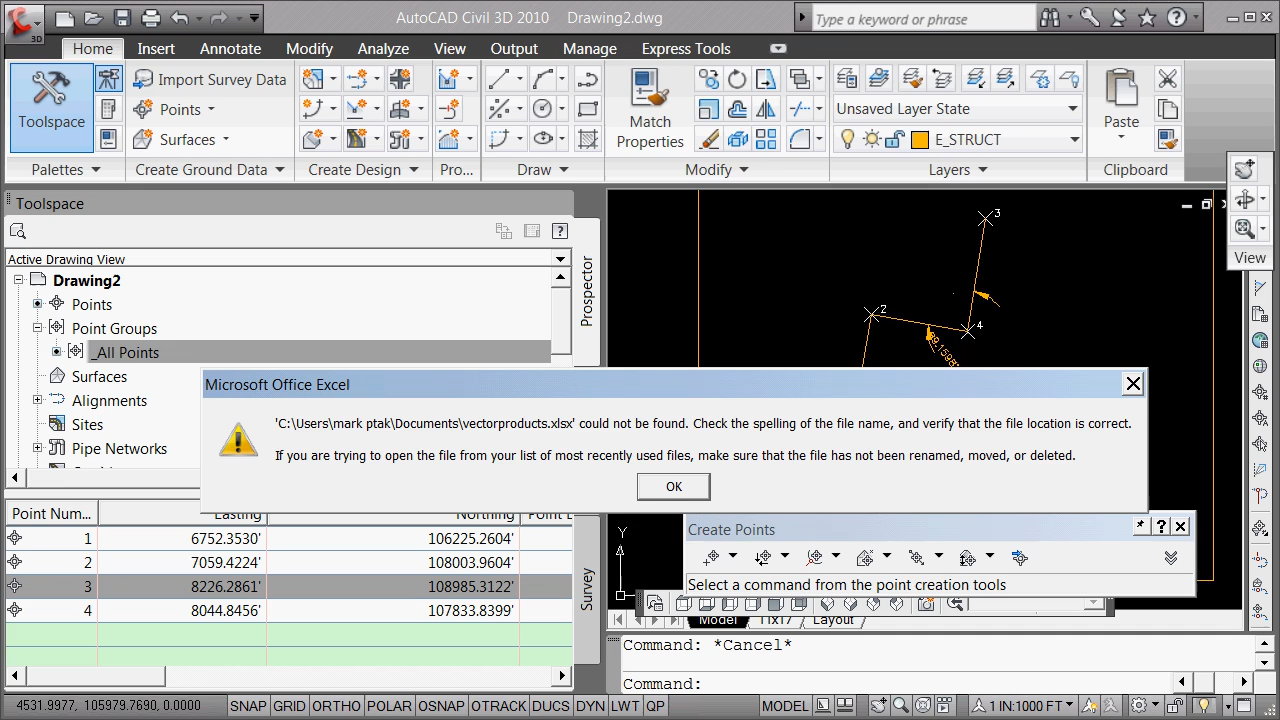 AutoCAD Civil 3D 2010 Drawing2.dwg
Type a keyword or phrase
3D
Home Insert Annotate Modify Analyze View Output Manage Express Tools
Toolspace
Import Survey Data
Points
Surfaces
Match
Properties
Unsaved Layer State
E_STRUCT
Paste
Palettes Create Ground Data Create Design Pro... Draw Modify Layers Clipboard
Toolspace
View
Active Drawing View
Drawing2
Points
Point Groups
_All Points
Surfaces
Alignments
Sites
Pipe Networks
Prospector
Survey
3
2
4
Microsoft Office Excel
'C:\Users\mark ptak\Documents\vectorproducts.xlsx' could not be found. Check the spelling of the file name, and verify that the file location is correct.
If you are trying to open the file from your list of most recently used files, make sure that the file has not been renamed, moved, or deleted.
OK
Point Num... Easting Northing
1 6752.3530' 106225.2604'
2 7059.4224' 108003.9604'
3 8226.2861' 108985.3122'
4 8044.8456' 107833.8399'
Y
Create Points
Select a command from the point creation tools
Model 11x17 Layout
Command: *Cancel*
Command:
4531.9977, 105979.7690, 0.0000 SNAP GRID ORTHO POLAR OSNAP OTRACK DUCS DYN LWT QP MODEL 1 IN:1000 FT